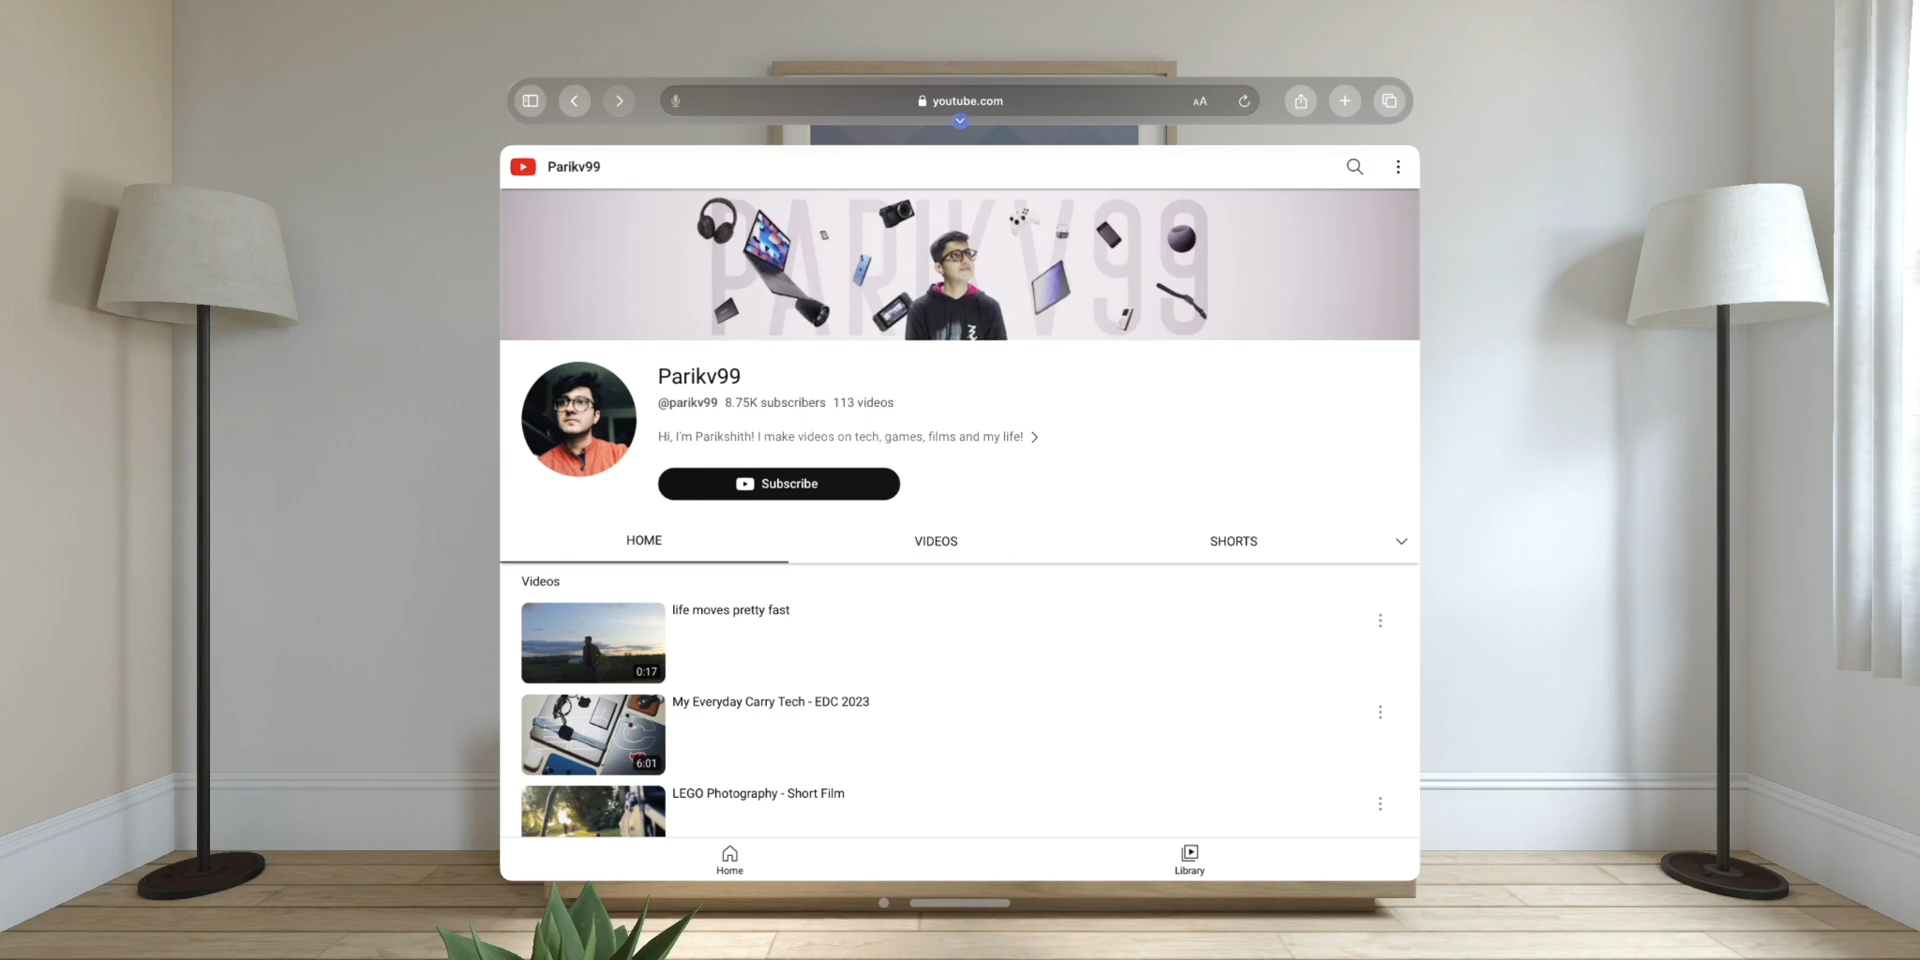 AA
youtube.com
Parikv99
PARIKV99
Parikv99
@parikv99 8.75K subscribers 113 videos
Hi, I'm Parikshith! I make videos on tech, games, films and my life!
Subscribe
HOME VIDEOS SHORTS
Videos
life moves pretty fast
0:17
My Everyday Carry Tech - EDC 2023
EDC
6:01
LEGO Photography - Short Film
Home
Library